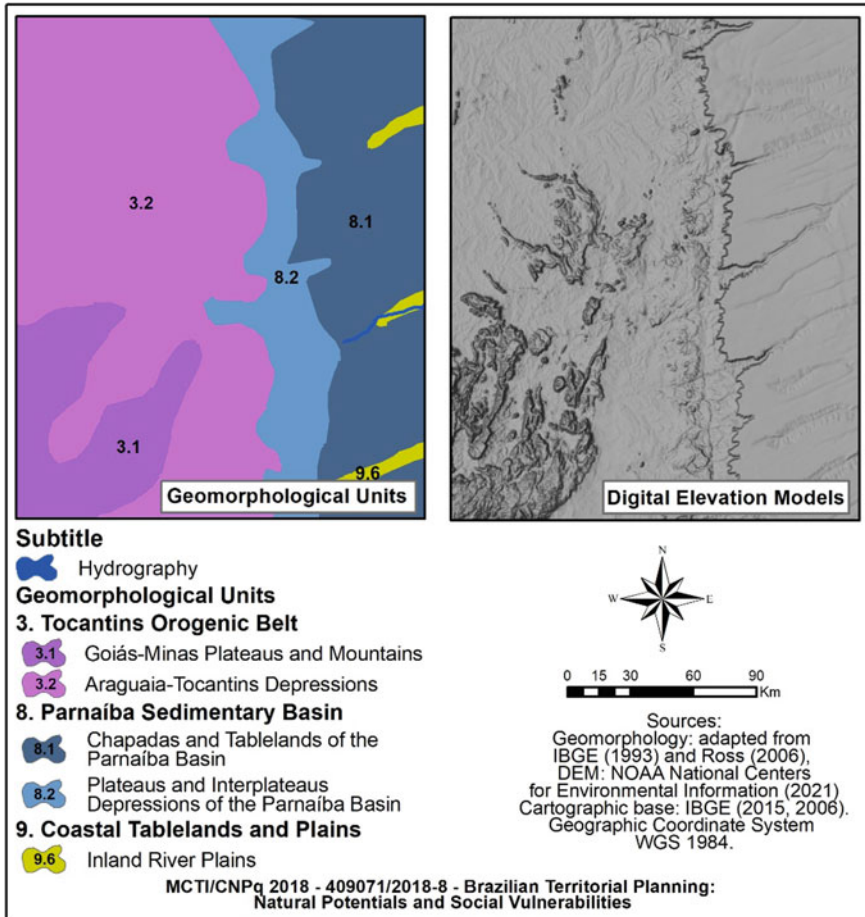 3.2
8.1
8.2
3.1
9.6
Geomorphological Units
Digital Elevation Models
Subtitle
Hydrography
Geomorphological Units
3. Tocantins Orogenic Belt
3.1 Goiás-Minas Plateaus and Mountains
3.2 Araguaia-Tocantins Depressions
8. Parnaíba Sedimentary Basin
8.1 Chapadas and Tablelands of the
Parnaíba Basin
8.2 Plateaus and Interplateaus
Depressions of the Parnaíba Basin
9. Coastal Tablelands and Plains
9.6 Inland River Plains
N
W E
S
0 15 30 60 90
Km
Sources:
Geomorphology: adapted from
IBGE (1993) and Ross (2006),
DEM: NOAA National Centers
for Environmental Information (2021)
Cartographic base: IBGE (2015, 2006).
Geographic Coordinate System
WGS 1984.
MCTI/CNPq 2018 - 409071/2018-8 - Brazilian Territorial Planning:
Natural Potentials and Social Vulnerabilities